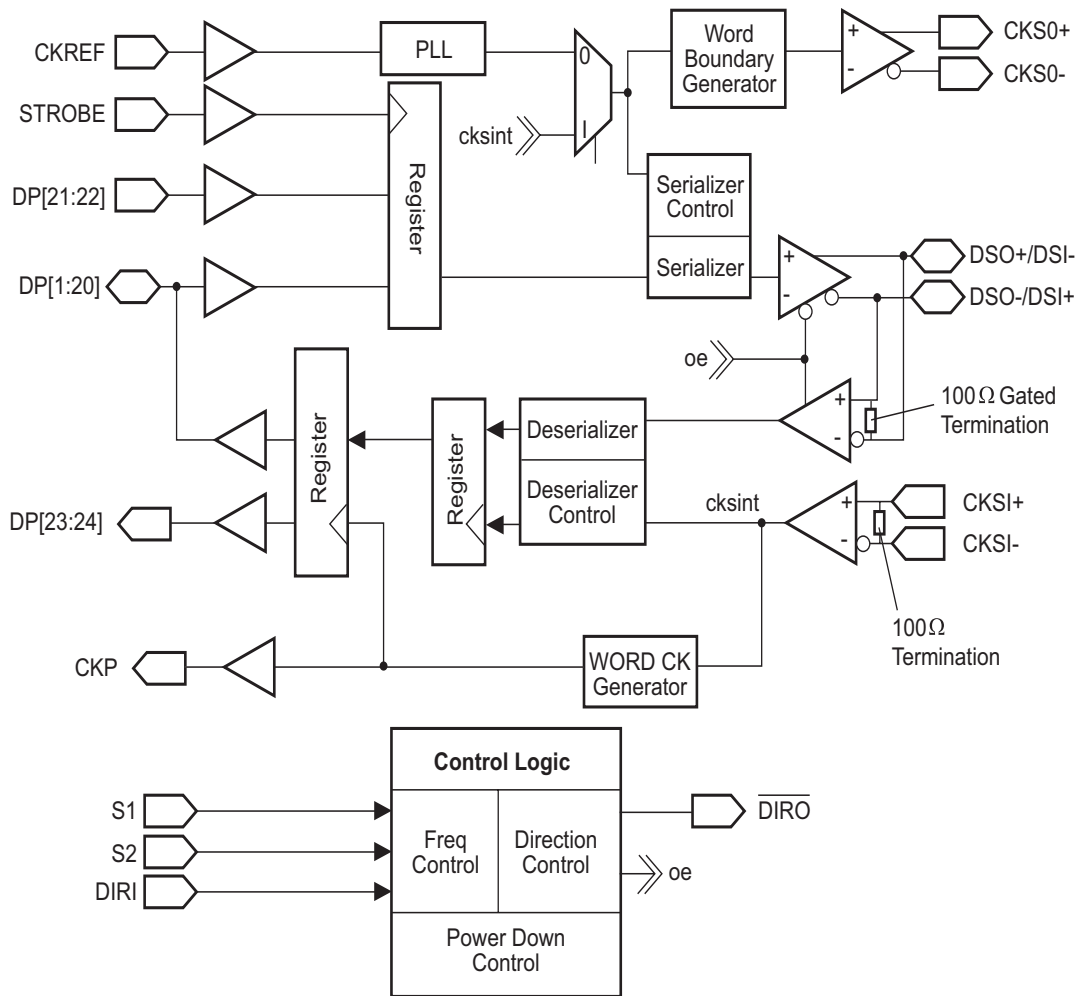 CKREF
PLL
0
Word
Boundary
Generator
+
-
CKS0+
CKS0-
STROBE
cksint
I
Register
DP[21:22]
Serializer
Control
Serializer
DP[1:20]
+
-
DSO+/DSI-
DSO-/DSI+
oe
+
-
100Ω Gated
Termination
Register
Register
Deserializer
Deserializer
Control
cksint
+
-
CKSI+
CKSI-
DP[23:24]
100Ω
Termination
CKP
WORD CK
Generator
Control Logic
S1
S2
DIRI
Freq
Control
Direction
Control
DIRO
oe
Power Down
Control